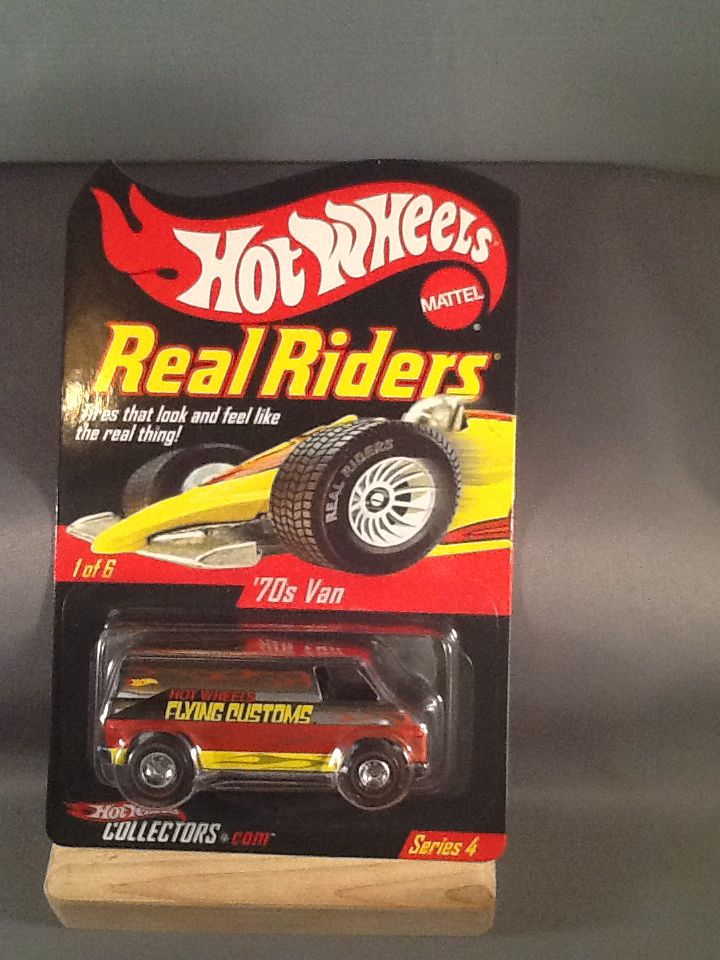 Hot Wheels
MATTEL
®
Real Riders®
Tires that look and feel like
the real thing!
REAL RIDERS
1 of 6
'70s Van
HOT WHEELS
FLYING CUSTOMS
Hot Wheels
COLLECTORS.com™
Series 4